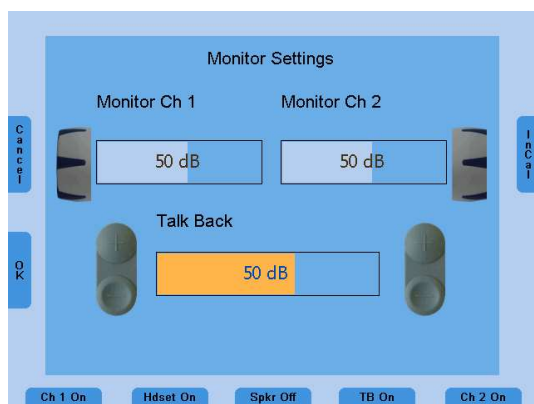 Monitor Settings
Monitor Ch 1
Monitor Ch 2
Cancel
InCal
50 dB
50 dB
Talk Back
OK
50 dB
Ch 1 On
Hdset On
Spkr Off
TB On
Ch 2 On